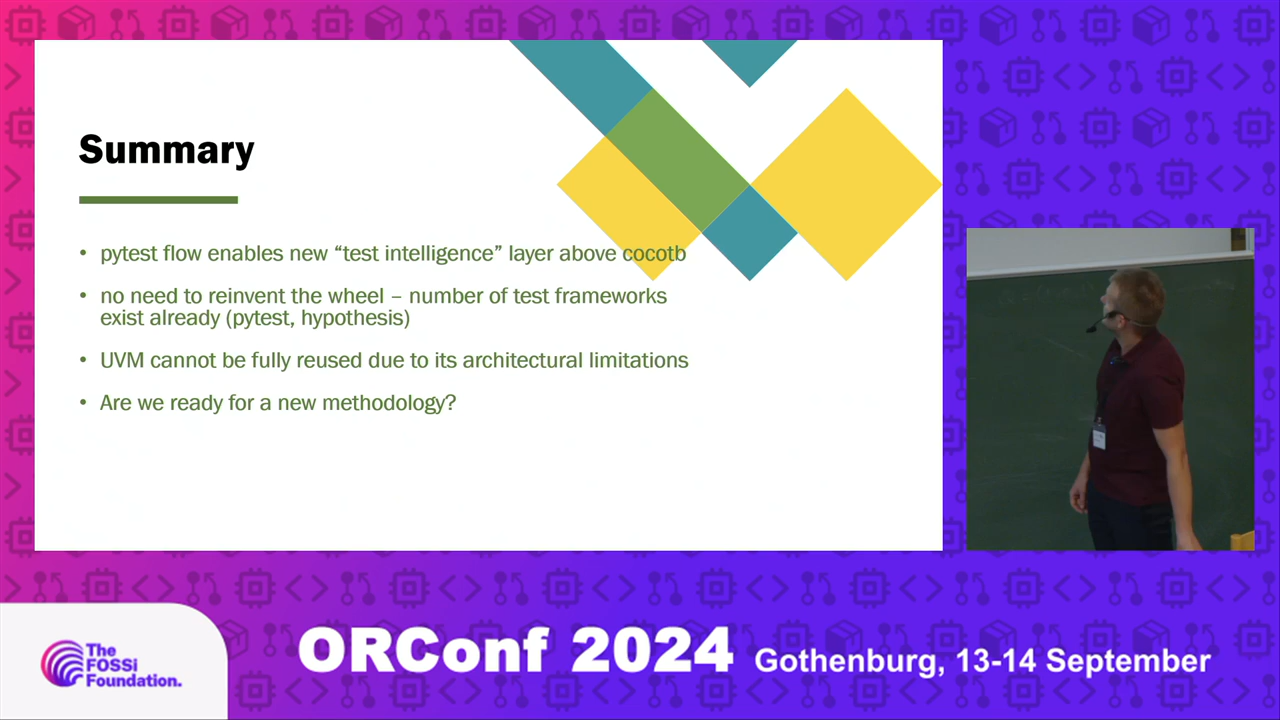 Summary
• pytest flow enables new “test intelligence” layer above cocotb
• no need to reinvent the wheel – number of test frameworks
exist already (pytest, hypothesis)
• UVM cannot be fully reused due to its architectural limitations
• Are we ready for a new methodology?
The
FOSSi
Foundation.
ORConf 2024 Gothenburg, 13-14 September